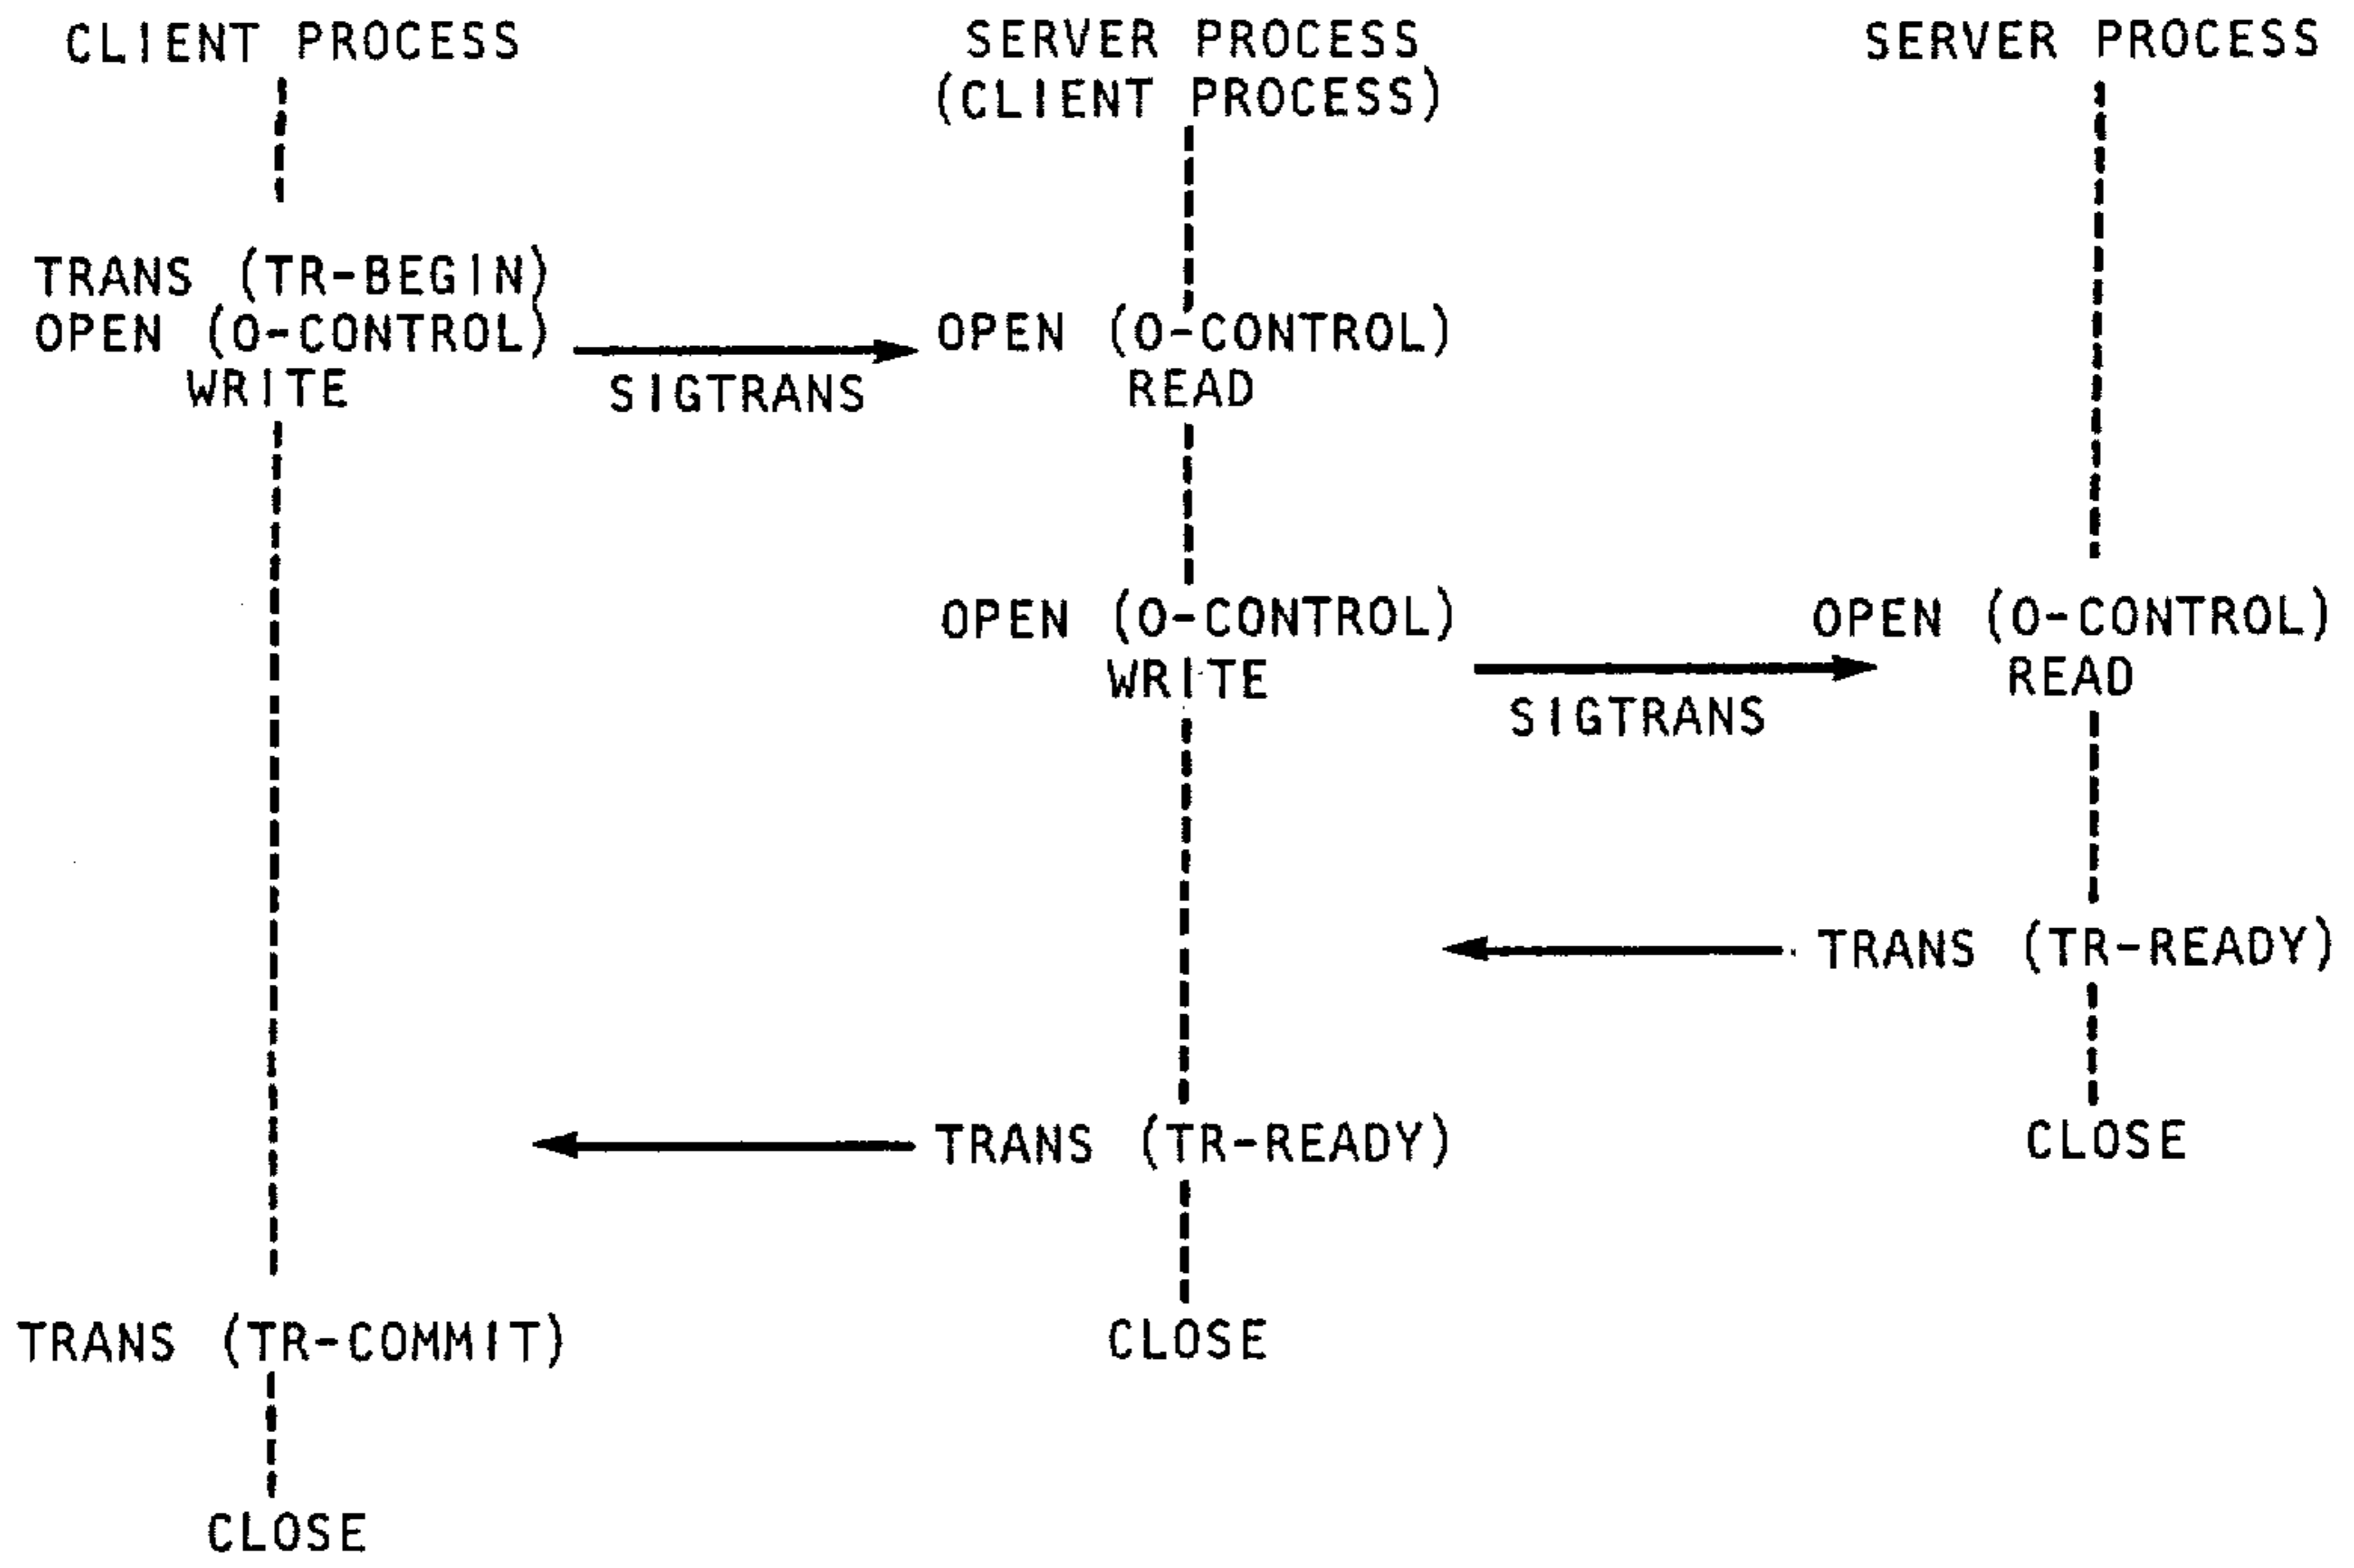 CLIENT PROCESS
SERVER PROCESS
(CLIENT PROCESS)
SERVER PROCESS
TRANS (TR-BEGIN)
OPEN (O-CONTROL)
WRITE
SIGTRANS
OPEN (O-CONTROL)
READ
OPEN (O-CONTROL)
WRITE
SIGTRANS
OPEN (O-CONTROL)
READ
TRANS (TR-READY)
TRANS (TR-READY)
CLOSE
TRANS (TR-COMMIT)
CLOSE
CLOSE